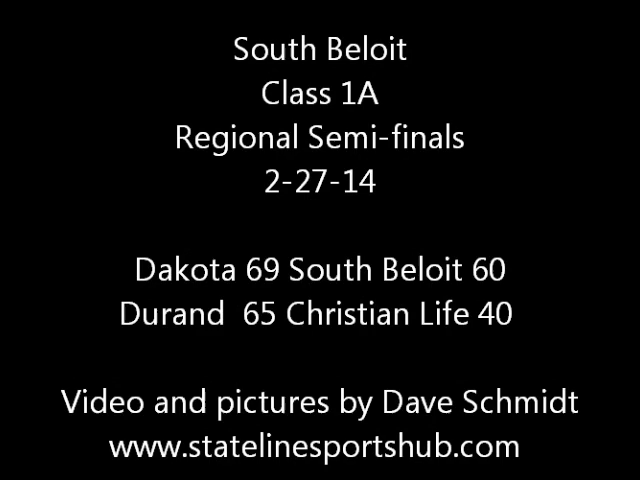 South Beloit
Class 1A
Regional Semi-finals
2-27-14
Dakota 69 South Beloit 60
Durand  65 Christian Life 40
Video and pictures by Dave Schmidt
www.statelinesportshub.com